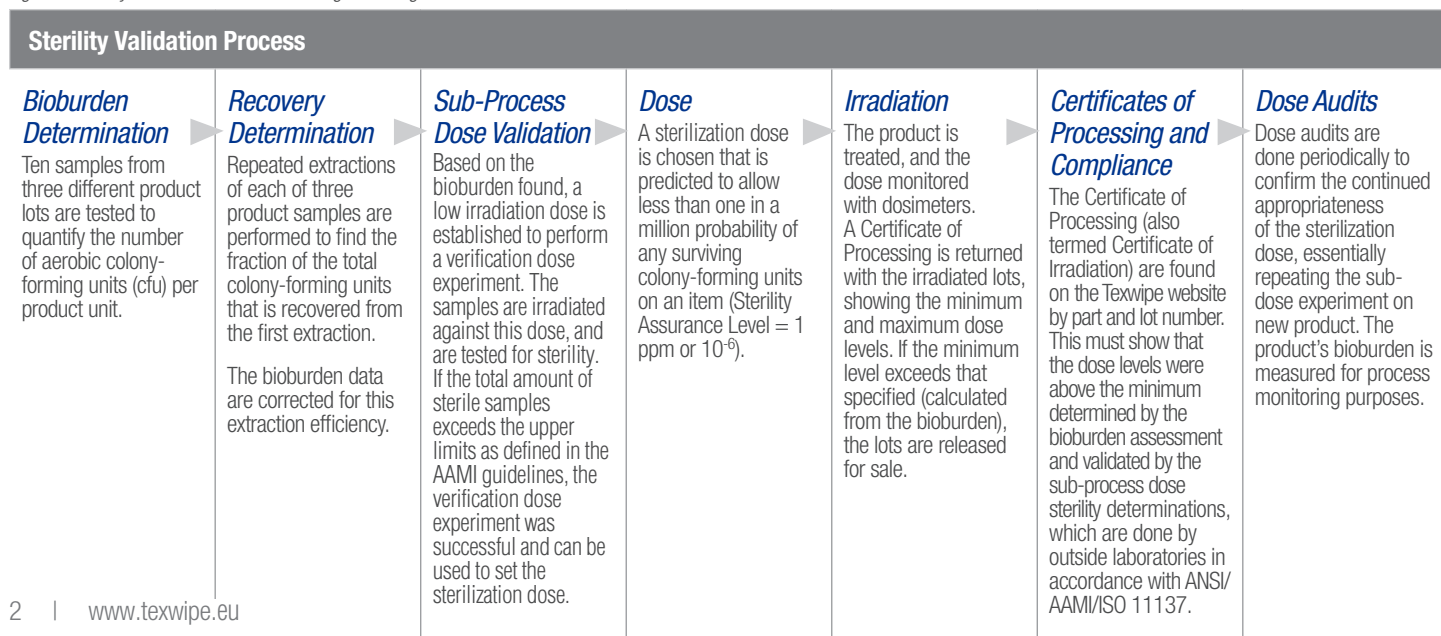 Sterility Validation Process
Bioburden
Determination
Ten samples from
three different product
lots are tested to
quantify the number
of aerobic colony-
forming units (cfu) per
product unit.
Recovery
Determination
Repeated extractions
of each of three
product samples are
performed to find the
fraction of the total
colony-forming units
that is recovered from
the first extraction.
The bioburden data
are corrected for this
extraction efficiency.
Sub-Process
Dose Validation
Based on the
bioburden found, a
low irradiation dose is
established to perform
a verification dose
experiment. The
samples are irradiated
against this dose, and
are tested for sterility.
If the total amount of
sterile samples
exceeds the upper
limits as defined in the
AAMI guidelines, the
verification dose
experiment was
successful and can be
used to set the
sterilization dose.
Dose
A sterilization dose
is chosen that is
predicted to allow
less than one in a
million probability of
any surviving
colony-forming units
on an item (Sterility
Assurance Level = 1
ppm or 10-6).
Irradiation
The product is
treated, and the
dose monitored
with dosimeters.
A Certificate of
Processing is returned
with the irradiated lots,
showing the minimum
and maximum dose
levels. If the minimum
level exceeds that
specified (calculated
from the bioburden),
the lots are released
for sale.
Certificates of
Processing and
Compliance
The Certificate of
Processing (also
termed Certificate of
Irradiation) are found
on the Texwipe website
by part and lot number.
This must show that
the dose levels were
above the minimum
determined by the
bioburden assessment
and validated by the
sub-process dose
sterility determinations,
which are done by
outside laboratories in
accordance with ANSI/
AAMI/ISO 11137.
Dose Audits
Dose audits are
done periodically to
confirm the continued
appropriateness
of the sterilization
dose, essentially
repeating the sub-
dose experiment on
new product. The
product's bioburden is
measured for process
monitoring purposes.
2 | www.texwipe.eu